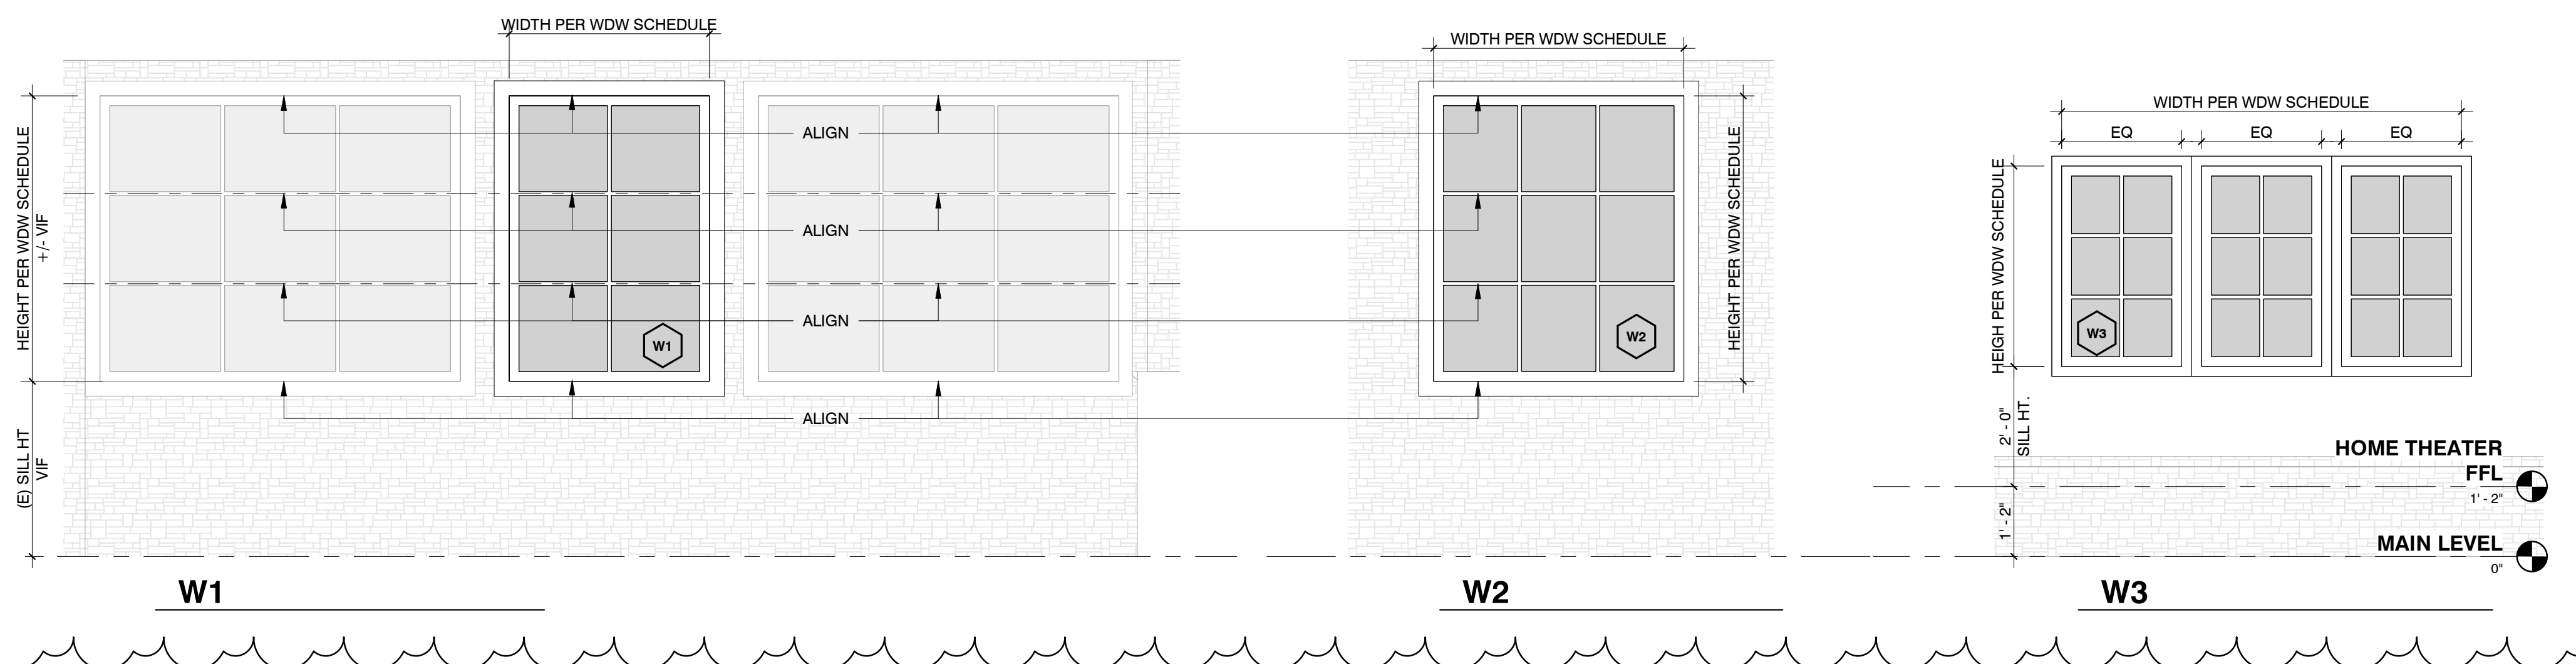 WIDTH PER WDW SCHEDULE
HEIGHT PER WDW SCHEDULE
+/- VIF
(E) SILL HT
VIF
ALIGN
ALIGN
ALIGN
ALIGN
W1
W1
WIDTH PER WDW SCHEDULE
HEIGHT PER WDW SCHEDULE
W2
W2
WIDTH PER WDW SCHEDULE
EQ
EQ
EQ
HEIGH PER WDW SCHEDULE
W3
2' - 0"
SILL HT.
1' - 2"
HOME THEATER
FFL
1' - 2"
MAIN LEVEL
0"
W3